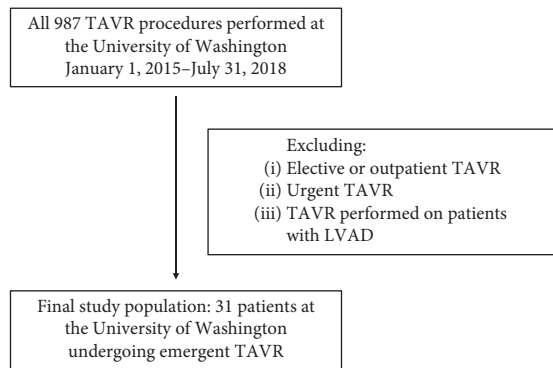 All 987 TAVR procedures performed at
the University of Washington
January 1, 2015–July 31, 2018
Excluding:
(i) Elective or outpatient TAVR
(ii) Urgent TAVR
(iii) TAVR performed on patients
with LVAD
Final study population: 31 patients at
the University of Washington
undergoing emergent TAVR